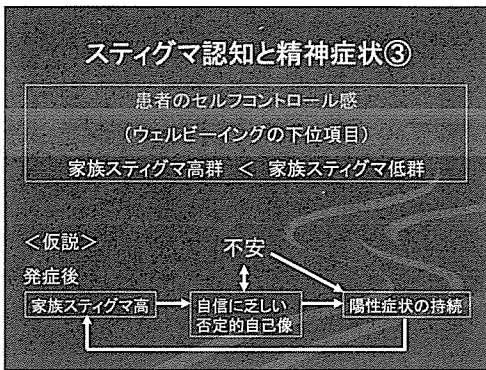 スティグマ認知と精神症状③
患者のセルフコントロール感
(ウェルビーイングの下位項目)
家族スティグマ高群 ＜ 家族スティグマ低群
<仮説>
不安
発症後
家族スティグマ高
自信に乏しい
否定的自己像
陽性症状の持続